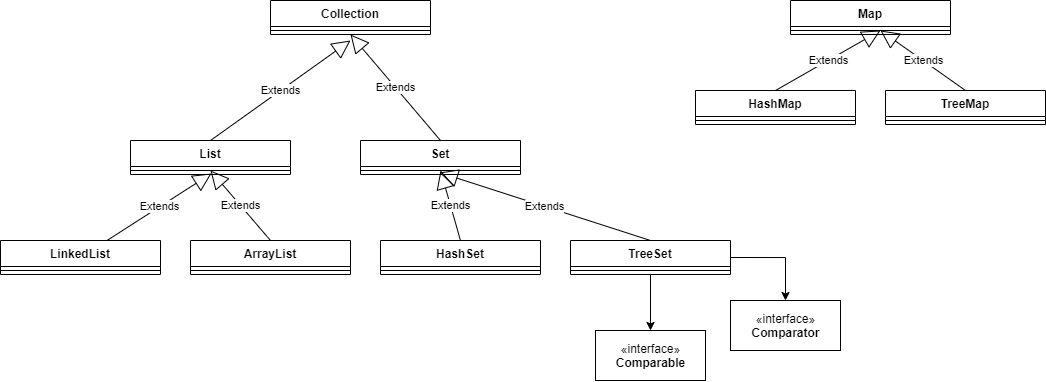 Collection
Map
Extends
Extends
Extends
Extends
HashMap
TreeMap
List
Set
Extends
Extends
Extends
Extends
LinkedList
ArrayList
HashSet
TreeSet
«interface»
Comparator
«interface»
Comparable